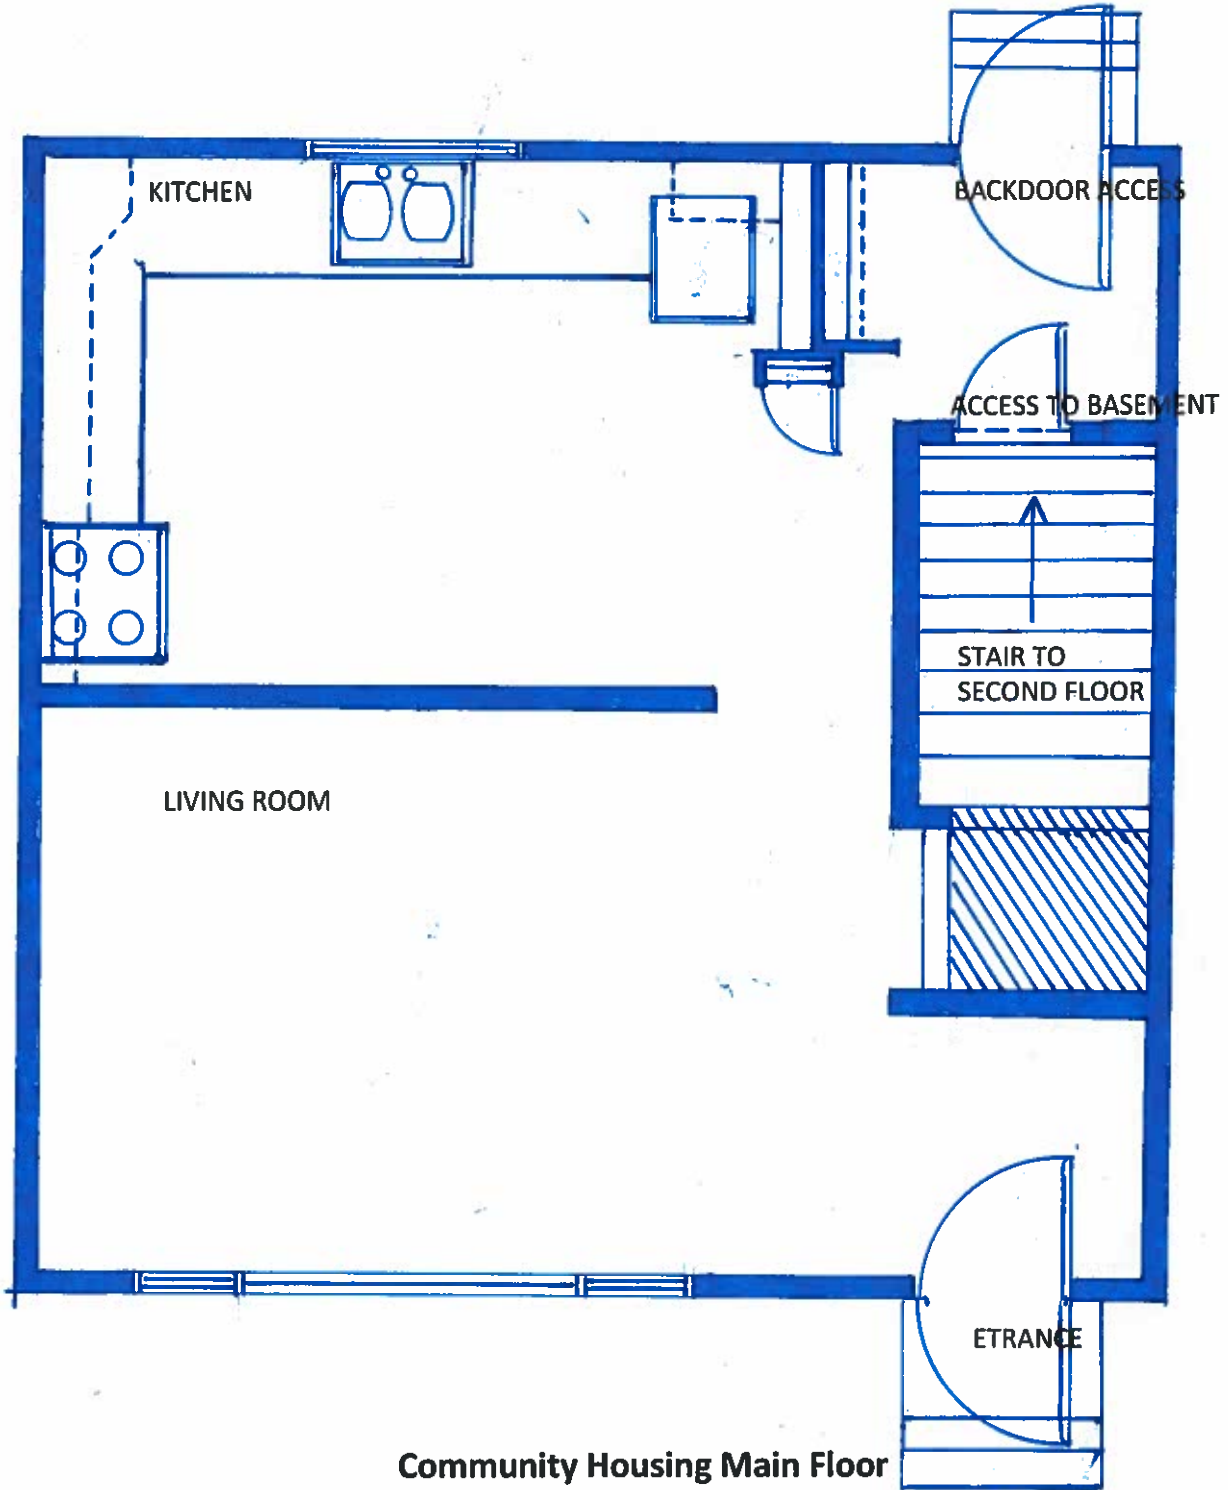 KITCHEN
BACKDOOR ACCESS
ACCESS TO BASEMENT
STAIR TO
SECOND FLOOR
LIVING ROOM
ETRANCE
Community Housing Main Floor